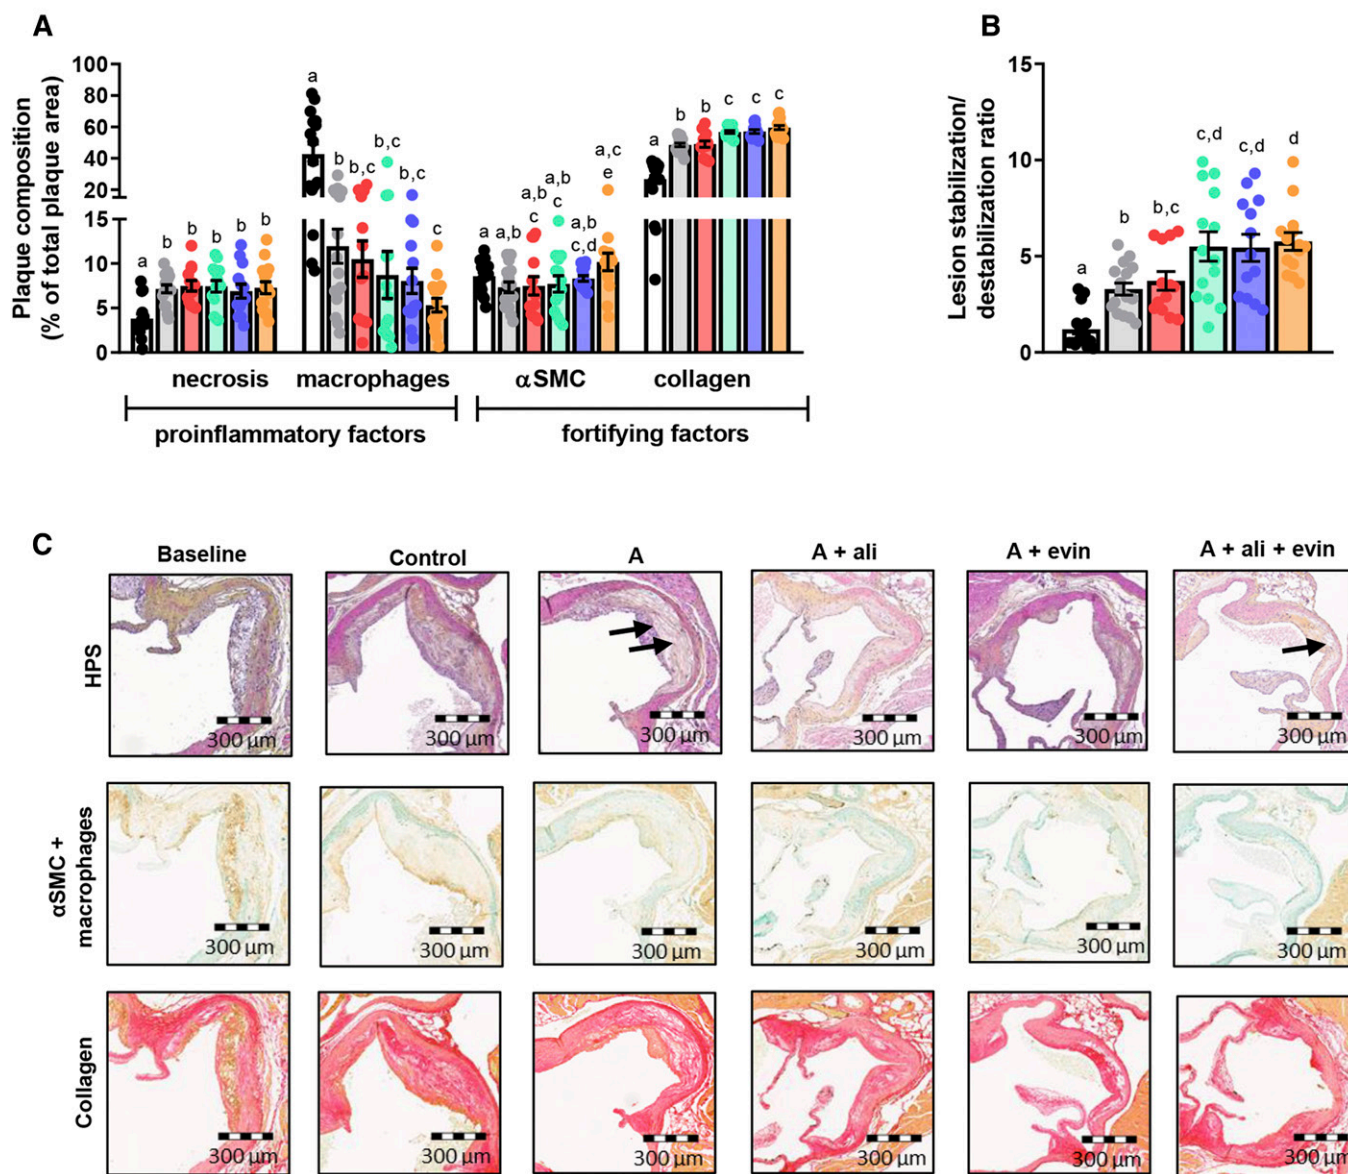 A
B
Plaque composition
(% of total plaque area)
100
80
60
40
20
15
10
5
0
a
b
b
b
b
b
a
b
b,c
b,c
b,c
c
a
a,b
a,b
c
a,b
c
a,b
c,d
a,c
e
a
b
b
c
c
c
necrosis
macrophages
αSMC
collagen
proinflammatory factors
fortifying factors
Lesion stabilization/
destabilization ratio
15
10
5
0
a
b
b,c
c,d
c,d
d
C
Baseline
Control
A
A + ali
A + evin
A + ali + evin
HPS
300 µm
300 µm
300 µm
300 µm
300 µm
300 µm
αSMC +
macrophages
300 µm
300 µm
300 µm
300 µm
300 µm
300 µm
Collagen
300 µm
300 µm
300 µm
300 µm
300 µm
300 µm